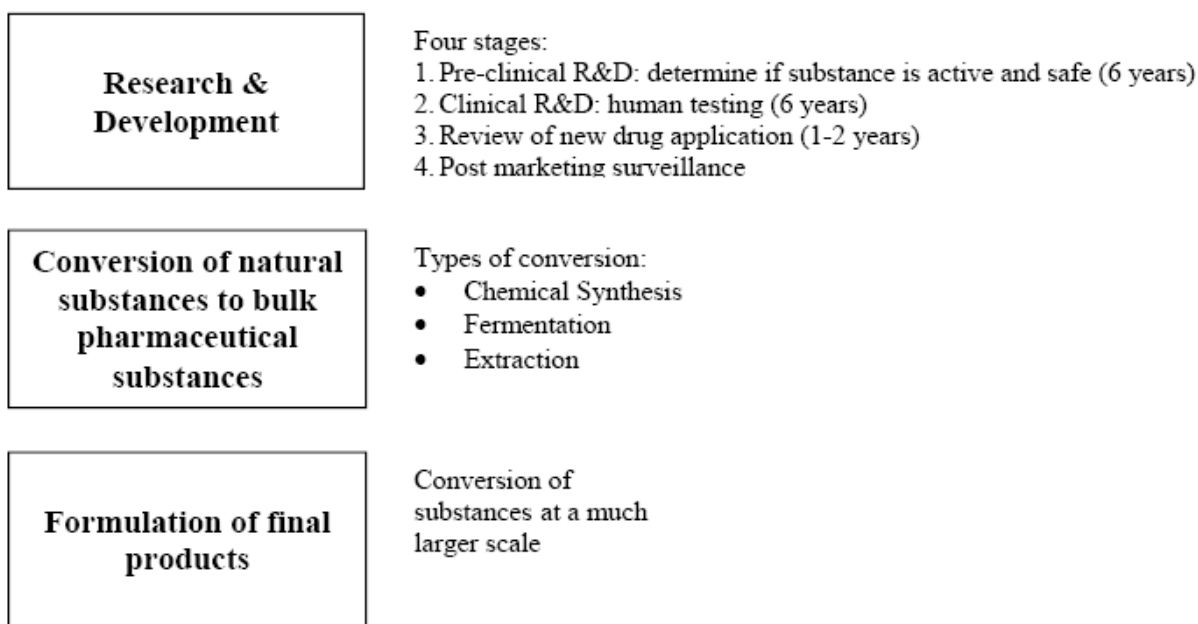 Research &
Development
Four stages:
1. Pre-clinical R&D: determine if substance is active and safe (6 years)
2. Clinical R&D: human testing (6 years)
3. Review of new drug application (1-2 years)
4. Post marketing surveillance
Conversion of natural
substances to bulk
pharmaceutical
substances
Types of conversion:
• Chemical Synthesis
• Fermentation
• Extraction
Formulation of final
products
Conversion of
substances at a much
larger scale